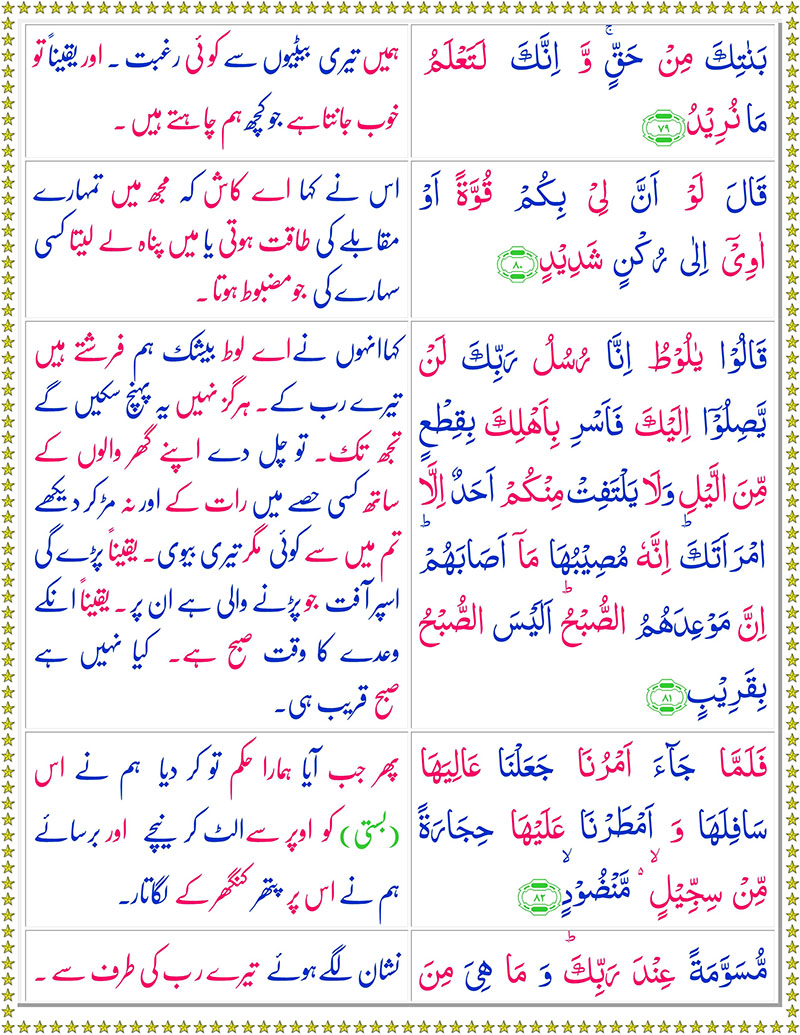 بَنٰتِكَ مِنْ حَقٍّۚ وَّ اِنَّكَ لَتَعْلَمُ
مَا نُرِيْدُ ۟۷۹
ہمیں تیری بیٹیوں سے کوئی رغبت ۔ اور یقیناً تو
خوب جانتا ہے جو کچھ ہم چاہتے ہیں ۔
قَالَ لَوْ اَنَّ لِىْ بِكُمْ قُوَّةً اَوْ
اٰوِىْۤ اِلٰى رُكْنٍ شَدِيْدٍ ۸۰
اس نے کہا اے کاش کہ مجھ میں تمہارے
مقابلے کی طاقت ہوتی یا میں پناہ لے لیتا کسی
سہارے کی جو مضبوط ہوتا ۔
قَالُوْا يٰلُوْطُ اِنَّا رُسُلُ رَبِّكَ لَنْ
يَّصِلُوْۤا اِلَيْكَ فَاَسْرِ بِاَهْلِكَ بِقِطْعٍ
مِّنَ الَّيْلِ وَلَا يَلْتَفِتْ مِنْكُمْ اَحَدٌ اِلَّا
امْرَاَتَكَؕ اِنَّهٗ مُصِيْبُهَا مَاۤ اَصَابَهُمْؕ
اِنَّ مَوْعِدَهُمُ الصُّبْحُؕ اَلَيْسَ الصُّبْحُ
بِقَرِيْبٍ ۸۱
کہا انہوں نے اے لوط بیشک ہم فرشتے ہیں
تیرے رب کے۔ ہرگز نہیں یہ پہنچ سکیں گے
تجھ تک۔ تو چل دے اپنے گھر والوں کے
ساتھ کسی حصے میں رات کے اور نہ مڑ کر دیکھے
تم میں سے کوئی مگر تیری بیوی۔ یقیناً پڑے گی
اسپر آفت جو پڑنے والی ہے ان پر ۔ یقیناً انکے
وعدے کا وقت صبح ہے۔ کیا نہیں ہے
صبح قریب ہی۔
فَلَمَّا جَآءَ اَمْرُنَا جَعَلْنَا عَالِيَهَا
سَافِلَهَا وَ اَمْطَرْنَا عَلَيْهَا حِجَارَةً
مِّنْ سِجِّيْلٍ ۙ مَّنْضُوْدٍۙ ۸۲
پھر جب آیا ہمارا حکم تو کر دیا ہم نے اس
(بستی) کو اوپر سے الٹ کر نیچے اور برسائے
ہم نے اس پر پتھر کنگھر کے لگاتار۔
مُّسَوَّمَةً عِنْدَ رَبِّكَؕ وَ مَا هِىَ مِنَ
نشان لگے ہوئے تیرے رب کی طرف سے ۔